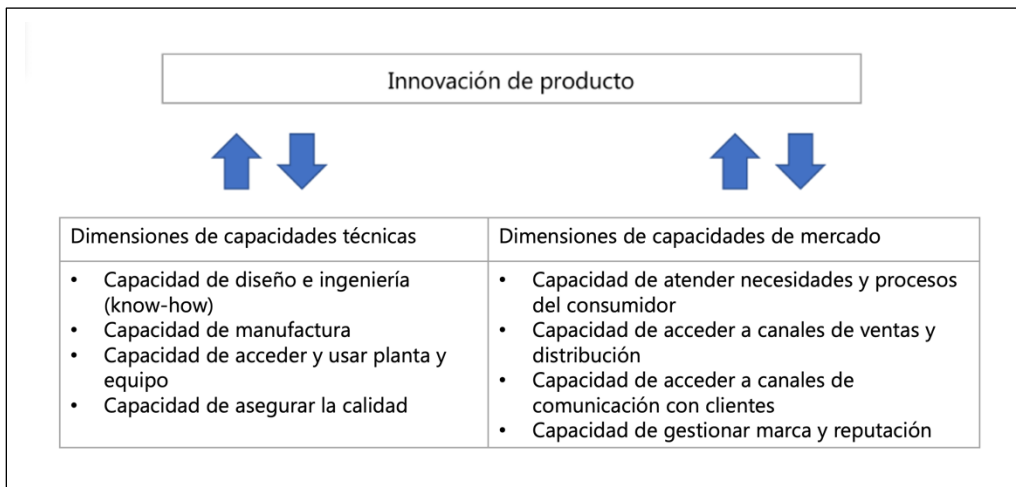 Innovación de producto
Dimensiones de capacidades técnicas
• Capacidad de diseño e ingeniería
(know-how)
• Capacidad de manufactura
• Capacidad de acceder y usar planta y
equipo
• Capacidad de asegurar la calidad
Dimensiones de capacidades de mercado
• Capacidad de atender necesidades y procesos
del consumidor
• Capacidad de acceder a canales de ventas y
distribución
• Capacidad de acceder a canales de
comunicación con clientes
• Capacidad de gestionar marca y reputación